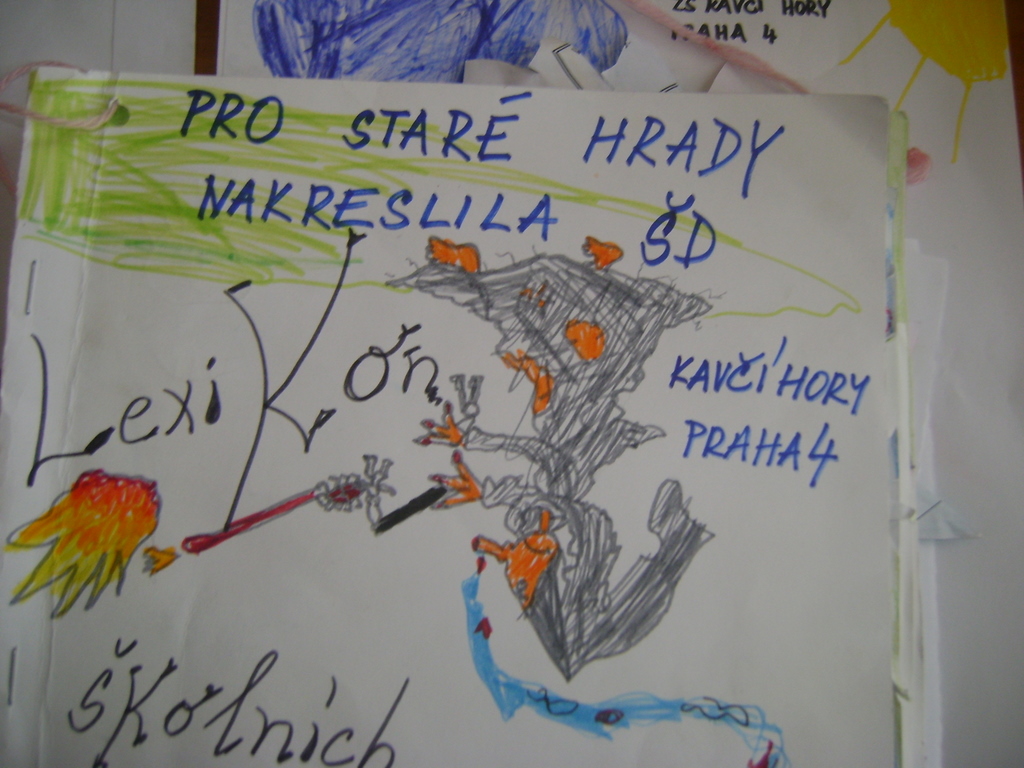 ZŠ KAVČÍ HORY
PRAHA 4
PRO STARÉ HRADY
NAKRESLILA ŠD
KAVČÍ HORY
PRAHA 4
LexiKon
školních